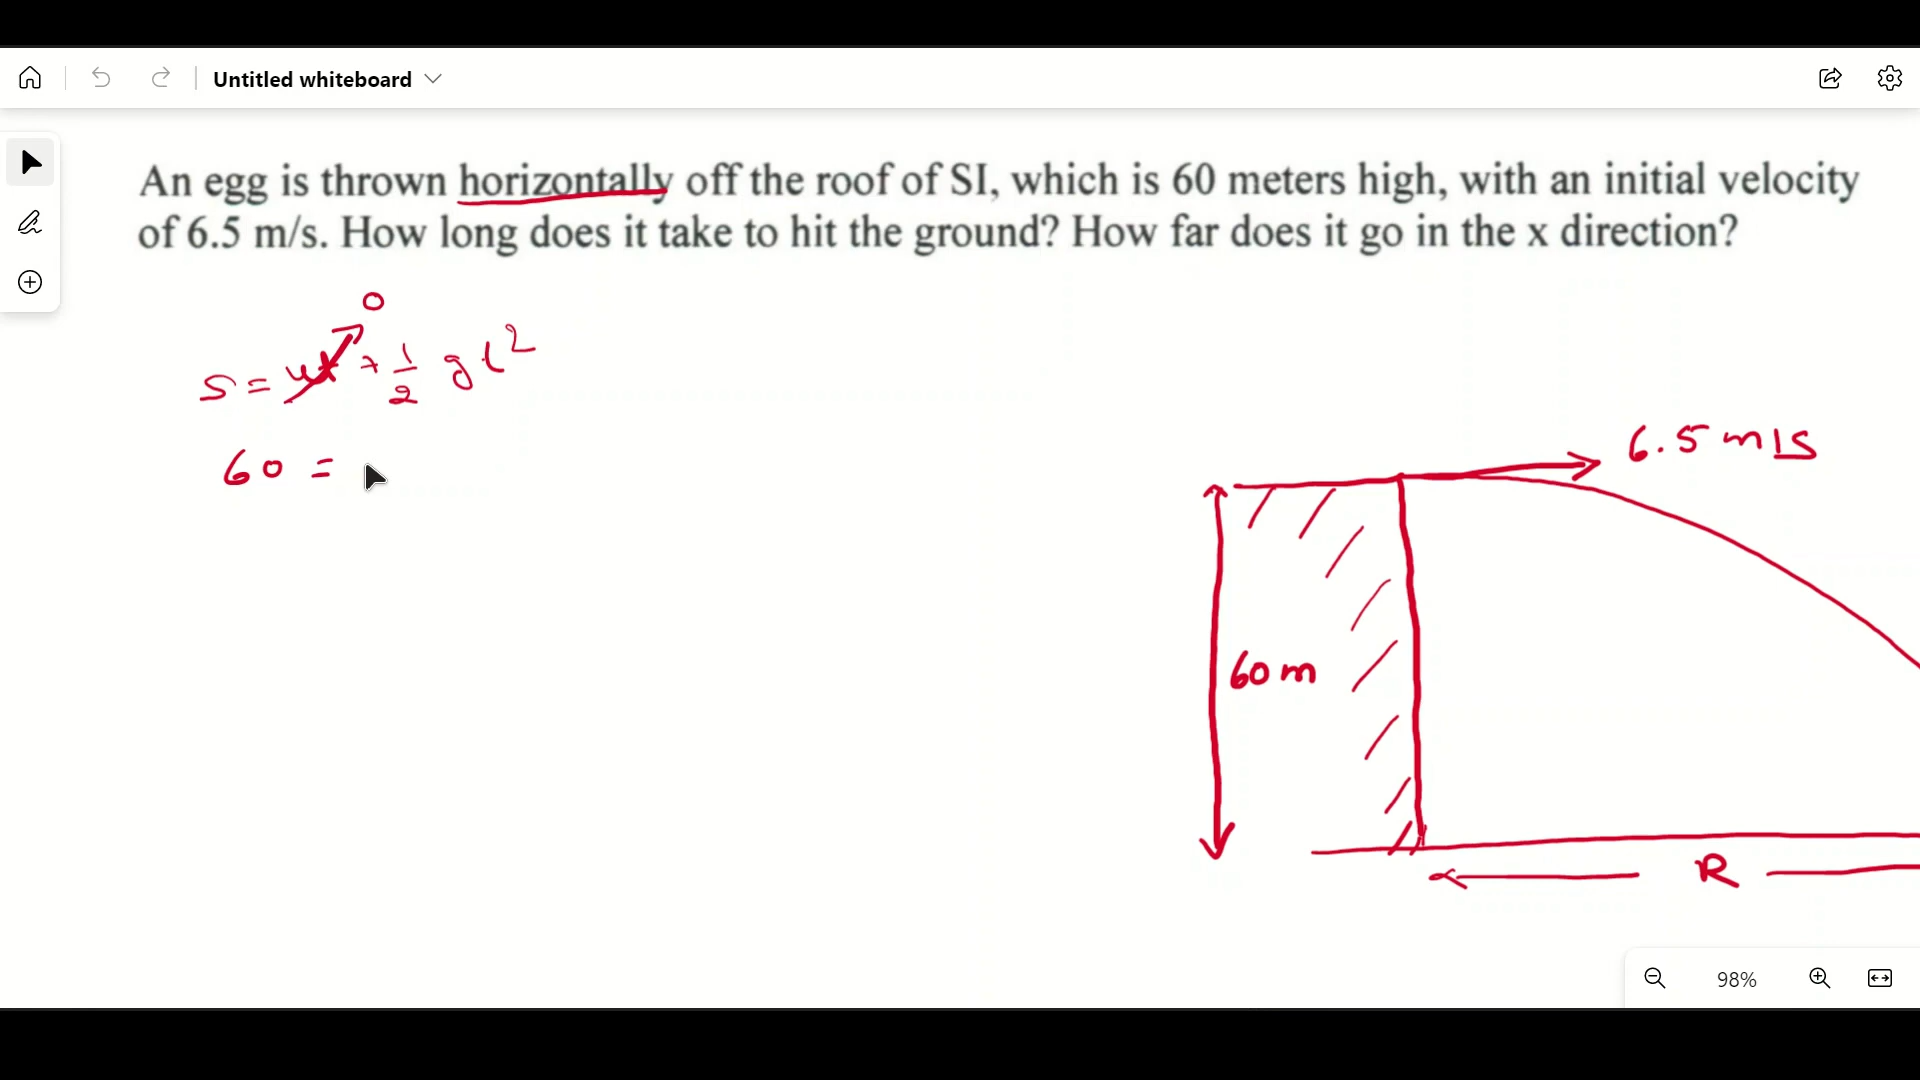 Untitled whiteboard
An egg is thrown horizontally off the roof of SI, which is 60 meters high, with an initial velocity
of 6.5 m/s. How long does it take to hit the ground? How far does it go in the x direction?
0
S = ut + 1/2 gt²
60 =
6.5 m/s
60 m
R
98%